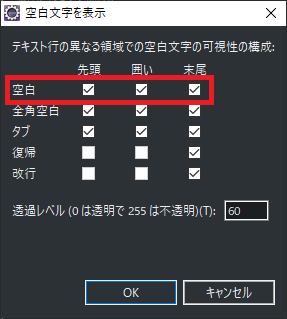 空白文字を表示
テキスト行の異なる領域での空白文字の可視性の構成:
先頭 囲い 末尾
空白
全角空白
タブ
復帰
改行
透過レベル (0 は透明で 255 は不透明)(T): 60
OK キャンセル